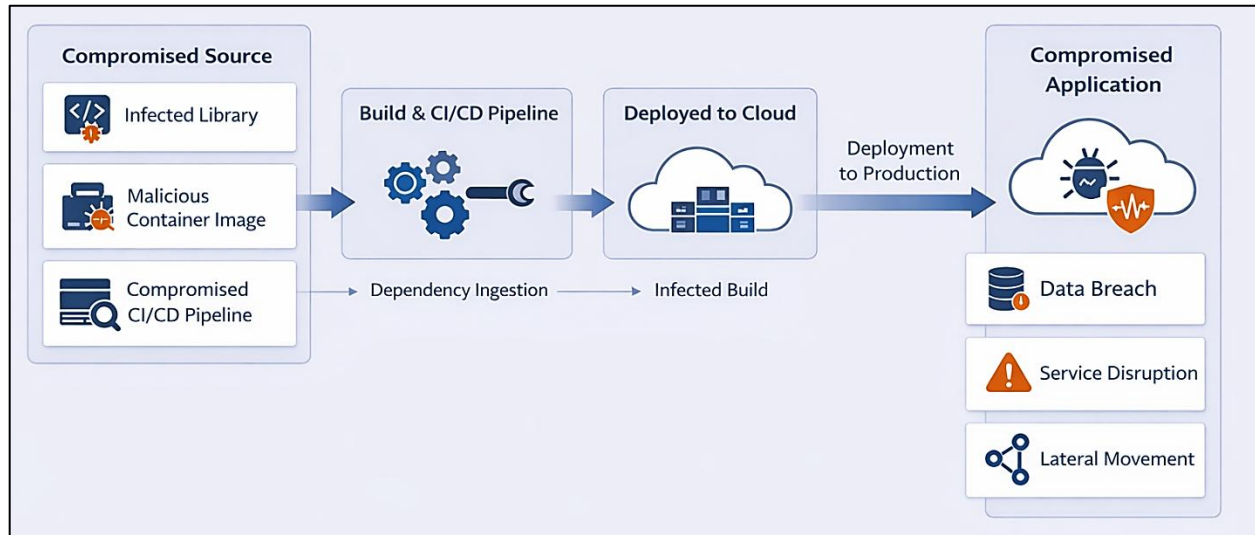 Compromised Source
Infected Library
Malicious
Container Image
Compromised
CI/CD Pipeline
Build & CI/CD Pipeline
Dependency Ingestion
Deployed to Cloud
Infected Build
Deployment
to Production
Compromised
Application
Data Breach
Service Disruption
Lateral Movement